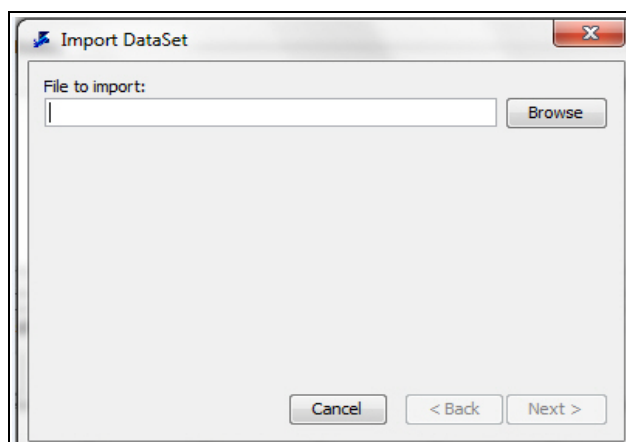 Import DataSet
File to import:
Browse
Cancel
< Back
Next >